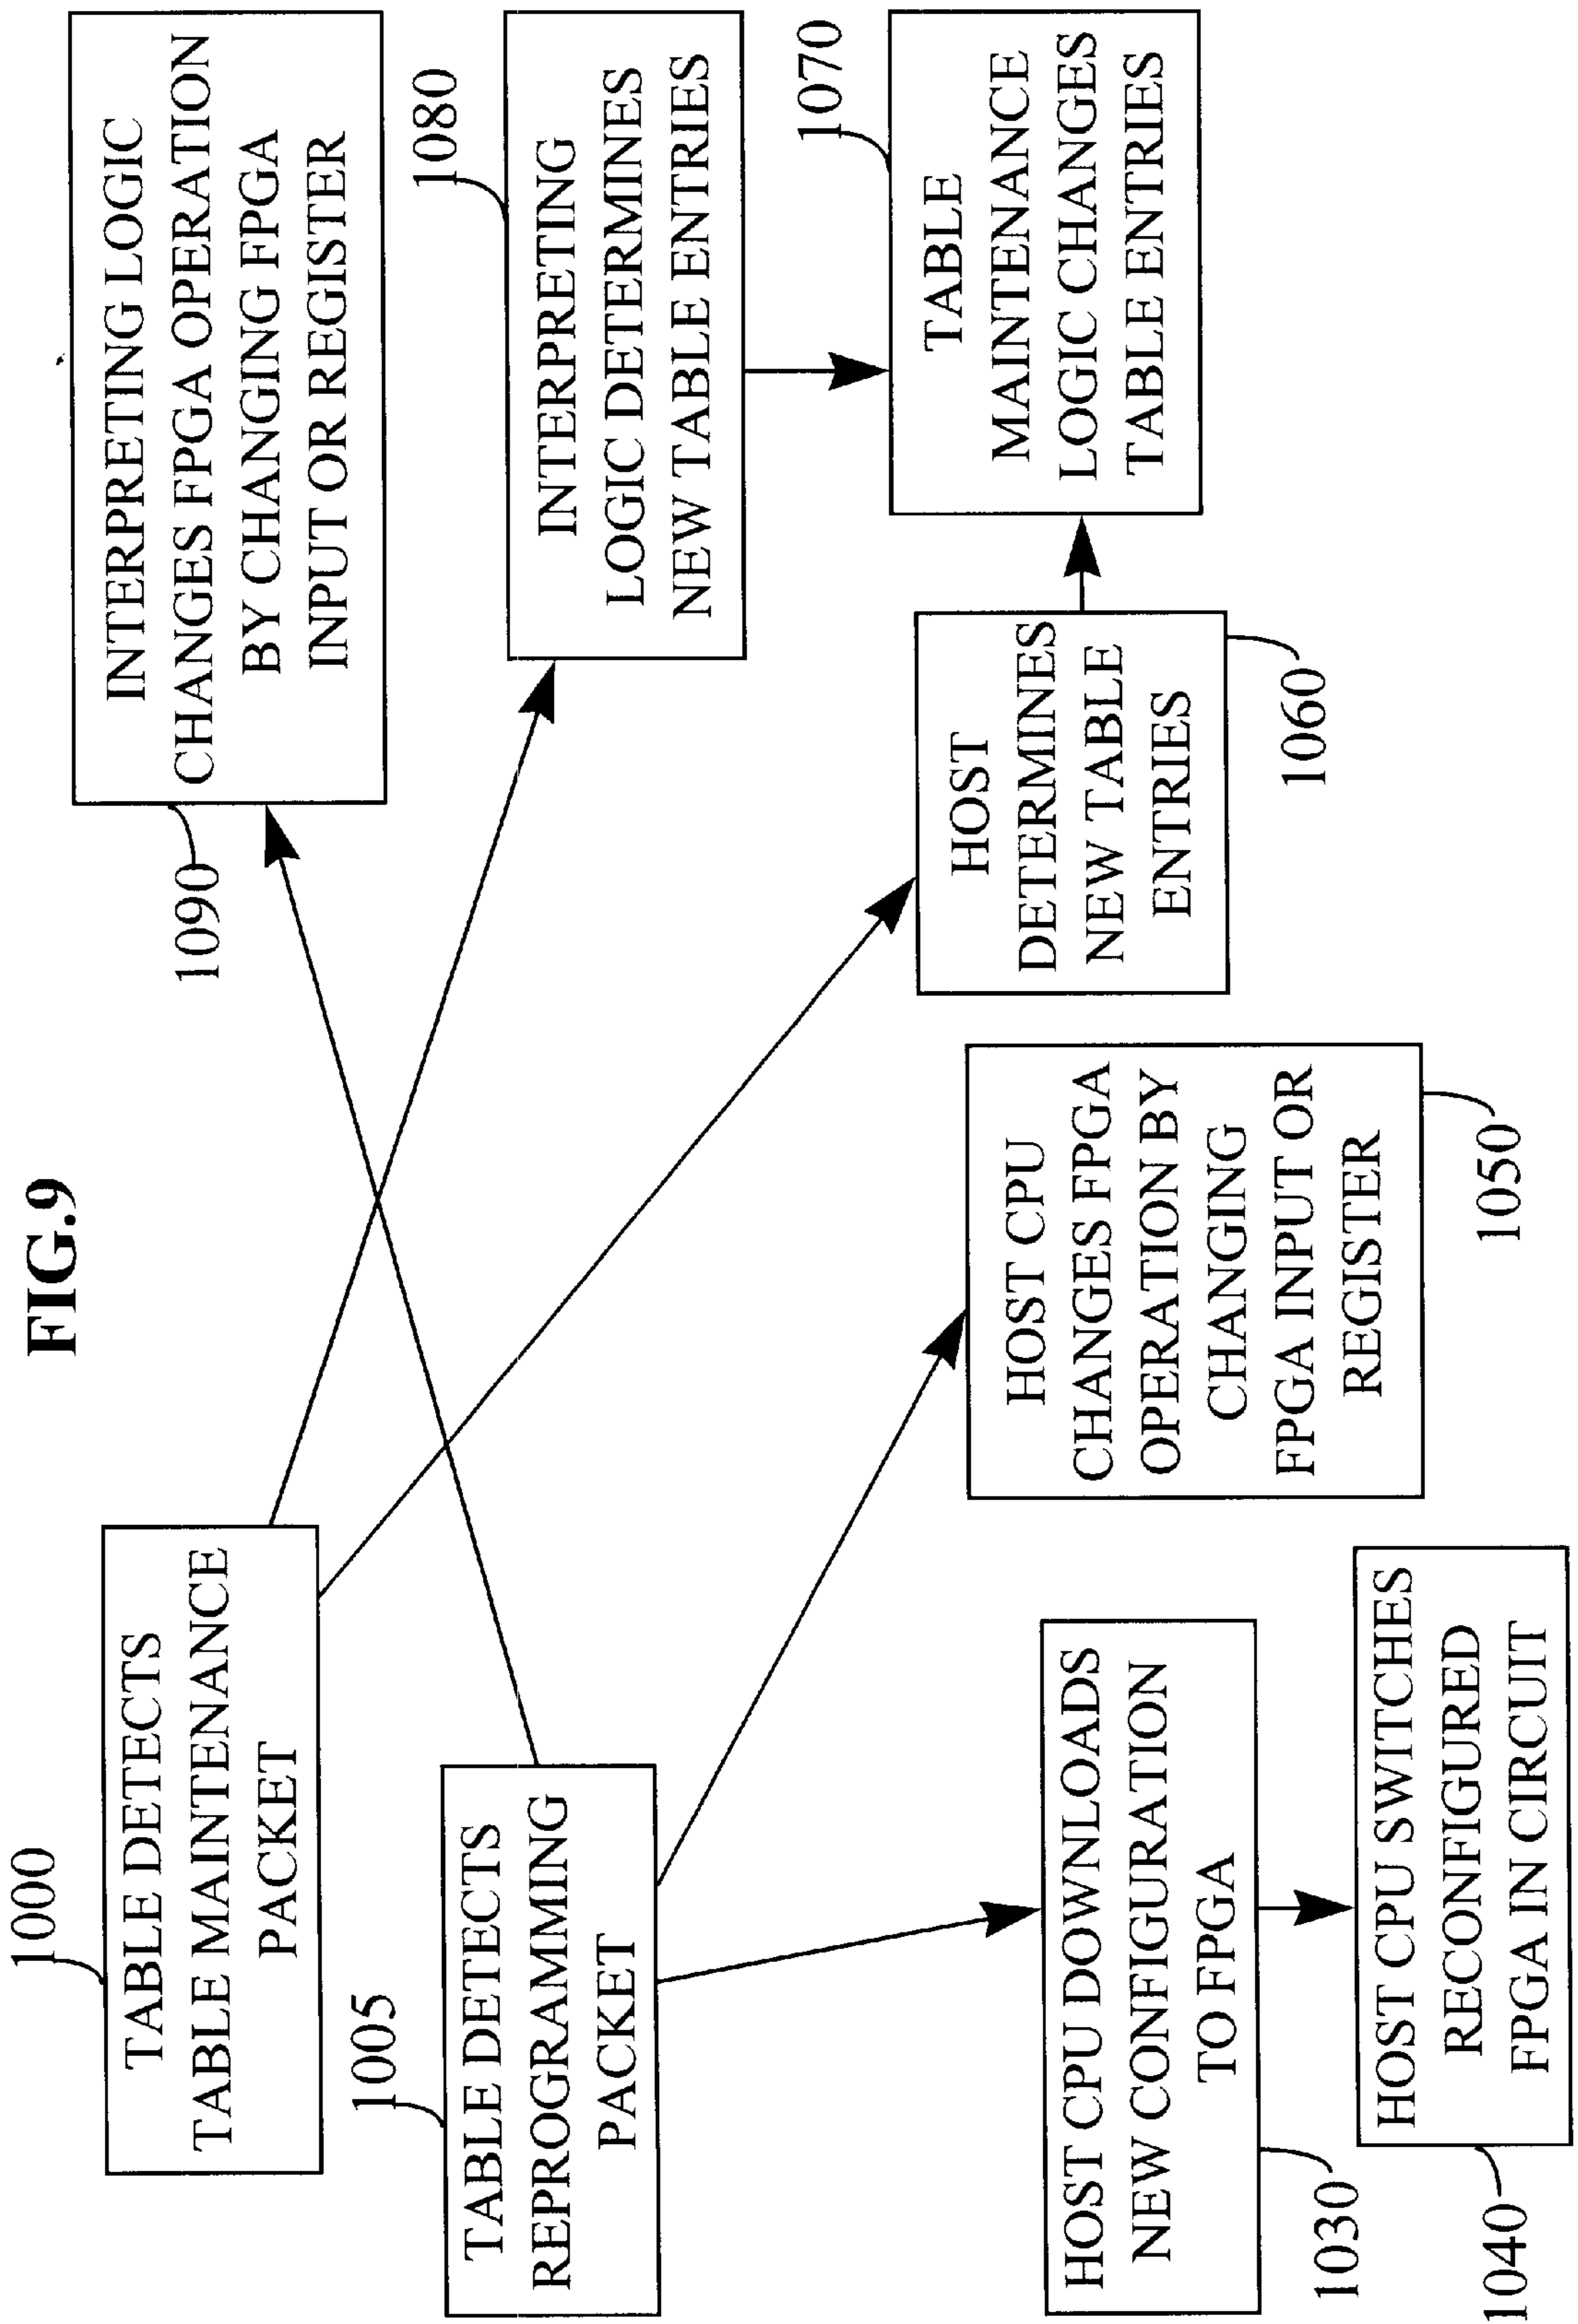 FIG.9
1000
TABLE DETECTS
TABLE MAINTENANCE
PACKET
1005
TABLE DETECTS
REPROGRAMMING
PACKET
HOST CPU DOWNLOADS
NEW CONFIGURATION
TO FPGA
1030
HOST CPU SWITCHES
RECONFIGURED
FPGA IN CIRCUIT
1040
HOST CPU
CHANGES FPGA
OPERATION BY
CHANGING
FPGA INPUT OR
REGISTER
1050
HOST
DETERMINES
NEW TABLE
ENTRIES
1060
1090
INTERPRETING LOGIC
CHANGES FPGA OPERATION
BY CHANGING FPGA
INPUT OR REGISTER
1080
INTERPRETING
LOGIC DETERMINES
NEW TABLE ENTRIES
1070
TABLE
MAINTENANCE
LOGIC CHANGES
TABLE ENTRIES